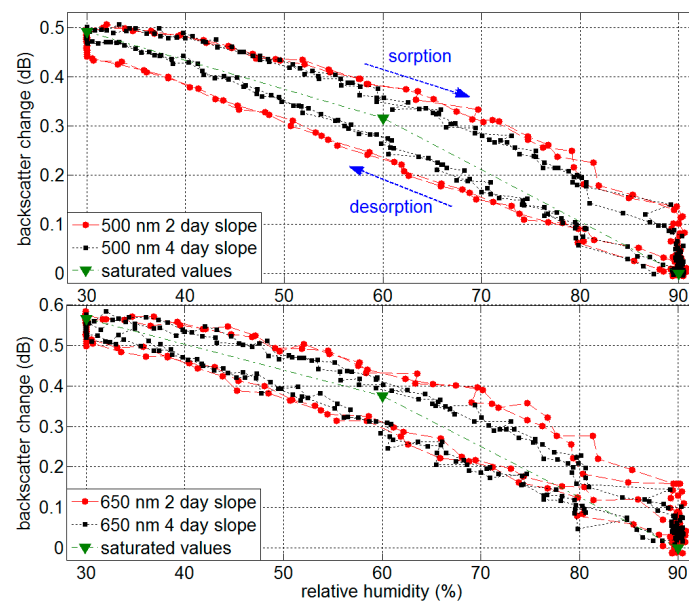 0.5
0.4
0.3
0.2
0.1
0
backscatter change (dB)
sorption
desorption
500 nm 2 day slope
500 nm 4 day slope
saturated values
30 40 50 60 70 80 90
0.6
0.5
0.4
0.3
0.2
0.1
0
backscatter change (dB)
650 nm 2 day slope
650 nm 4 day slope
saturated values
30 40 50 60 70 80 90
relative humidity (%)